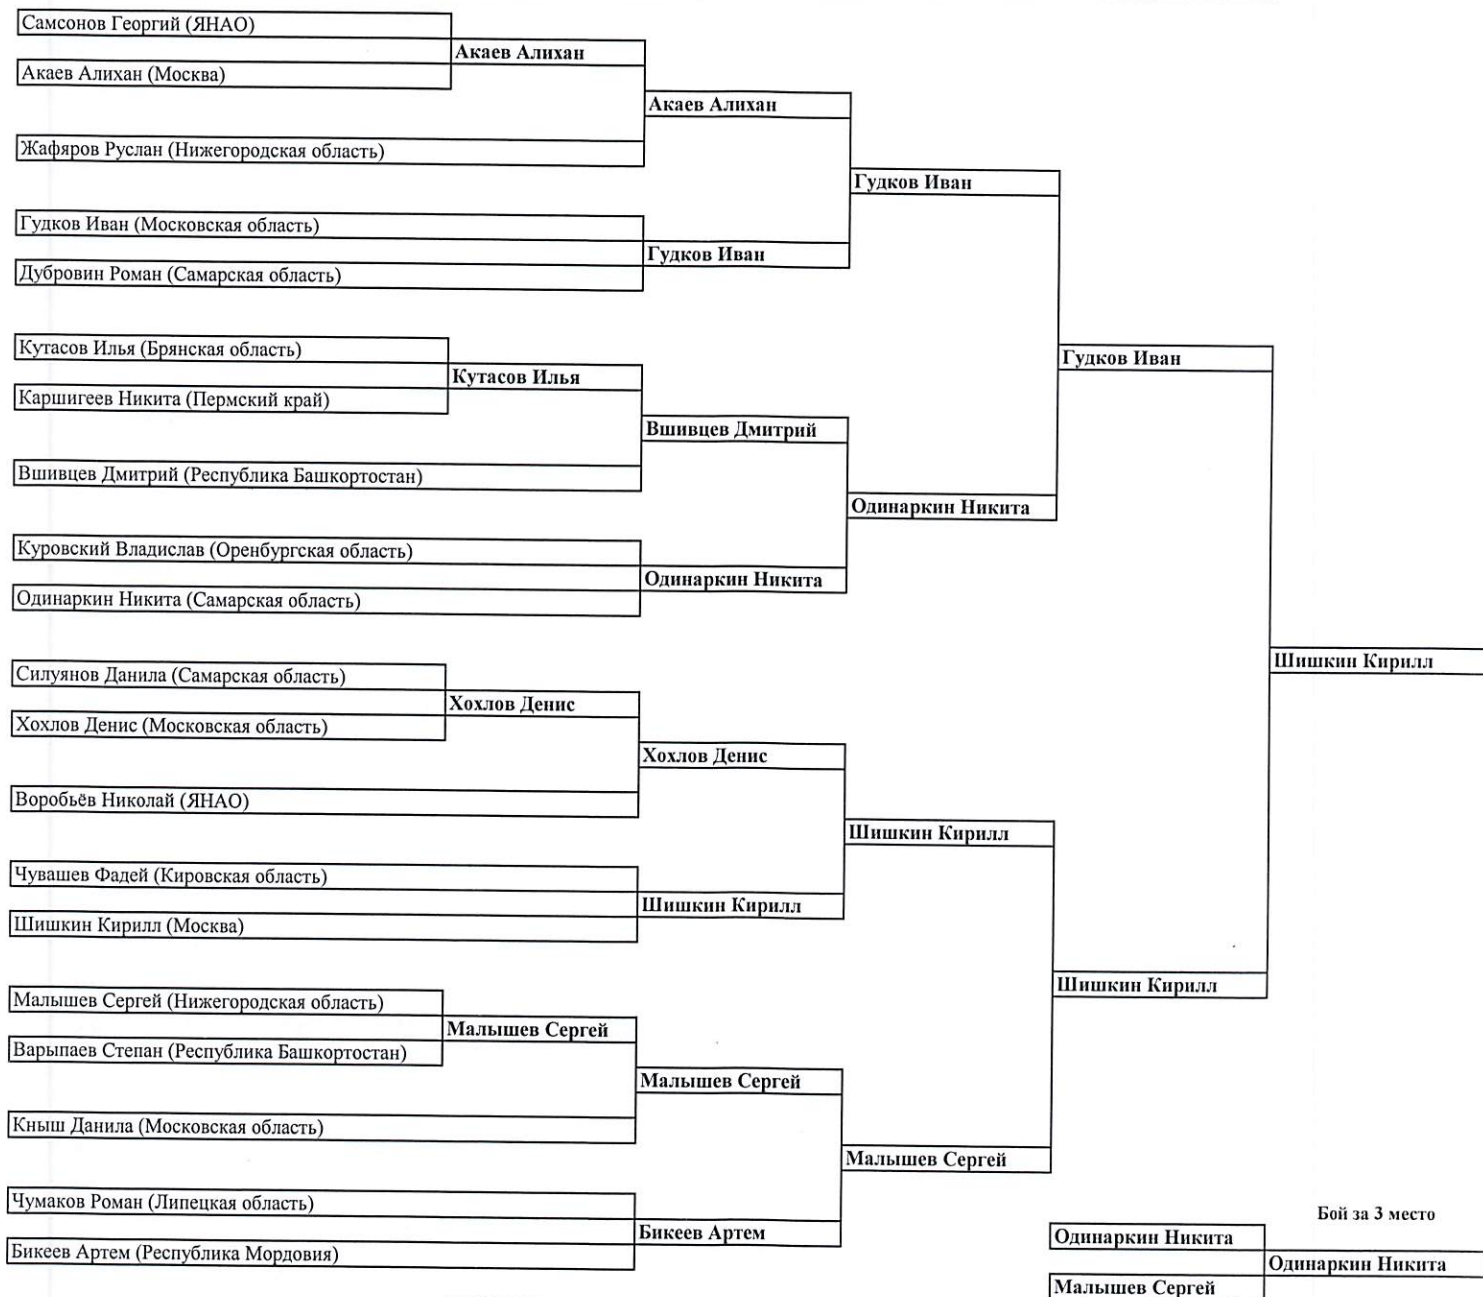 Самсонов Георгий (ЯНАО)
Акаев Алихан
Акаев Алихан (Москва)
Акаев Алихан
Жафяров Руслан (Нижегородская область)
Гудков Иван
Гудков Иван (Московская область)
Гудков Иван
Дубровин Роман (Самарская область)
Кутасов Илья (Брянская область)
Гудков Иван
Кутасов Илья
Каршигеев Никита (Пермский край)
Вшивцев Дмитрий
Вшивцев Дмитрий (Республика Башкортостан)
Одинаркин Никита
Куровский Владислав (Оренбургская область)
Одинаркин Никита
Одинаркин Никита (Самарская область)
Шишкин Кирилл
Силуянов Данила (Самарская область)
Хохлов Денис
Хохлов Денис (Московская область)
Хохлов Денис
Воробьёв Николай (ЯНАО)
Шишкин Кирилл
Чувашев Фадей (Кировская область)
Шишкин Кирилл
Шишкин Кирилл (Москва)
Шишкин Кирилл
Малышев Сергей (Нижегородская область)
Малышев Сергей
Варыпаев Степан (Республика Башкортостан)
Малышев Сергей
Кныш Данила (Московская область)
Малышев Сергей
Чумаков Роман (Липецкая область)
Бикеев Артем
Бикеев Артем (Республика Мордовия)
Бой за 3 место
Одинаркин Никита
Одинаркин Никита
Малышев Сергей